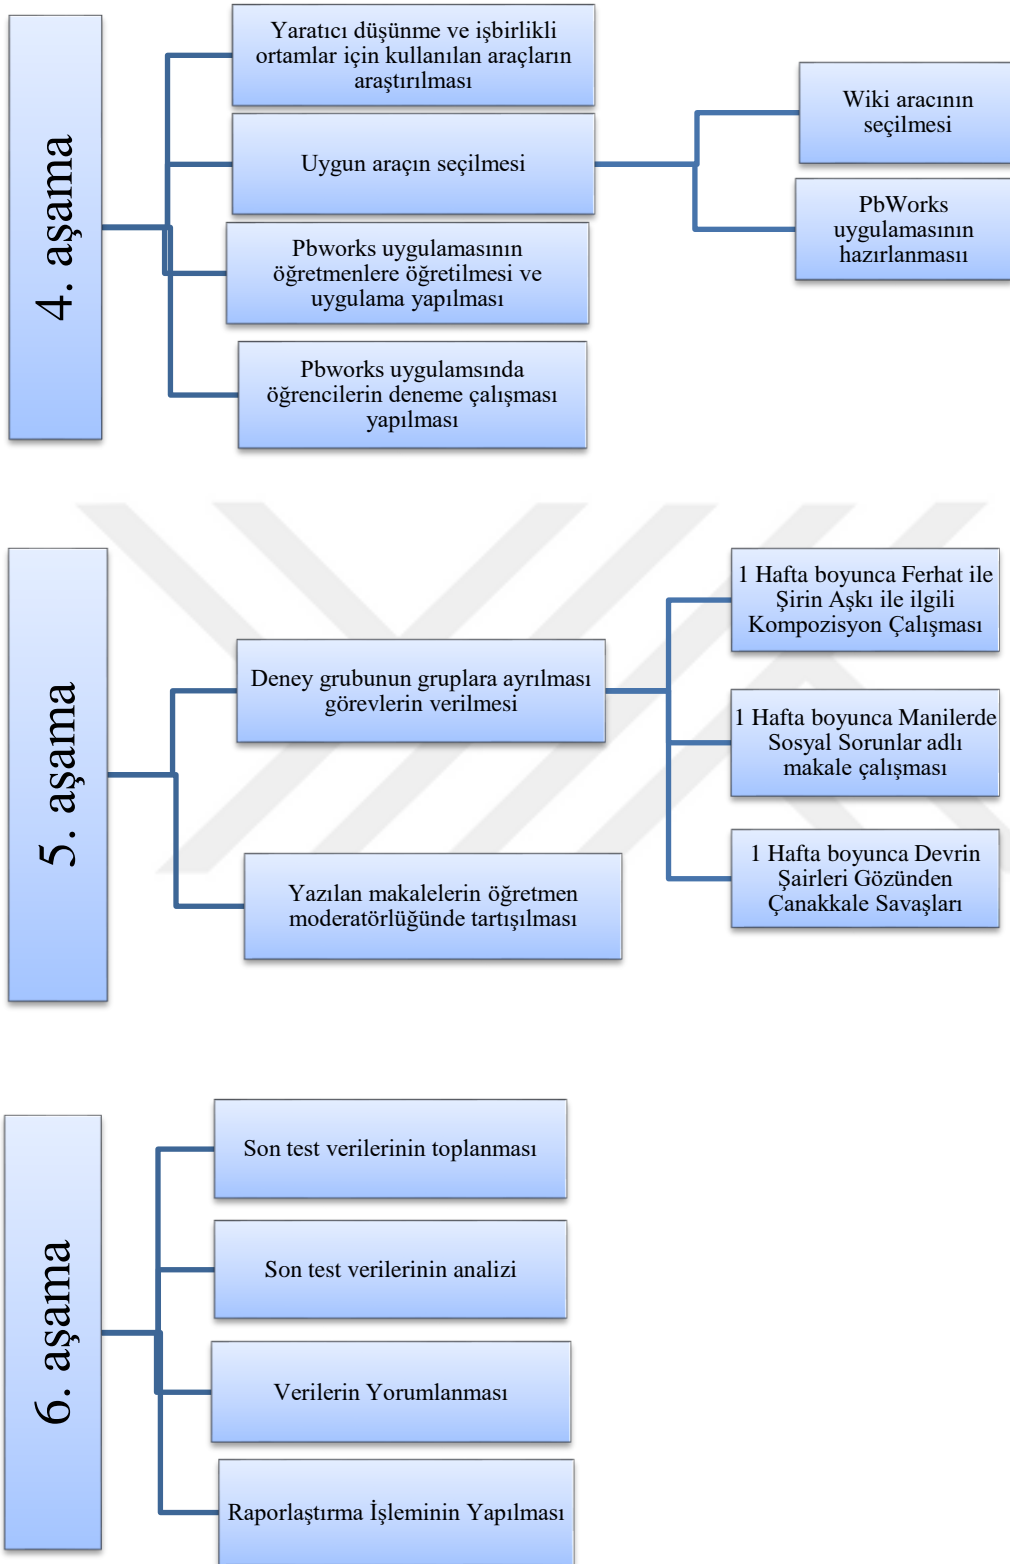 4. aşama
Yaratıcı düşünme ve işbirlikli
ortamlar için kullanılan araçların
araştırılması
Uygun araçın seçilmesi
Wiki aracının
seçilmesi
PbWorks
uygulamasının
hazırlanmasıı
Pbworks uygulamasının
öğretmenlere öğretilmesi ve
uygulama yapılması
Pbworks uygulamsında
öğrencilerin deneme çalışması
yapılması
5. aşama
Deney grubunun gruplara ayrılması
görevlerin verilmesi
1 Hafta boyunca Ferhat ile
Şirin Aşkı ile ilgili
Kompozisyon Çalışması
1 Hafta boyunca Manilerde
Sosyal Sorunlar adlı
makale çalışması
1 Hafta boyunca Devrin
Şairleri Gözünden
Çanakkale Savaşları
Yazılan makalelerin öğretmen
moderatörlüğünde tartışılması
6. aşama
Son test verilerinin toplanması
Son test verilerinin analizi
Verilerin Yorumlanması
Raporlaştırma İşleminin Yapılması